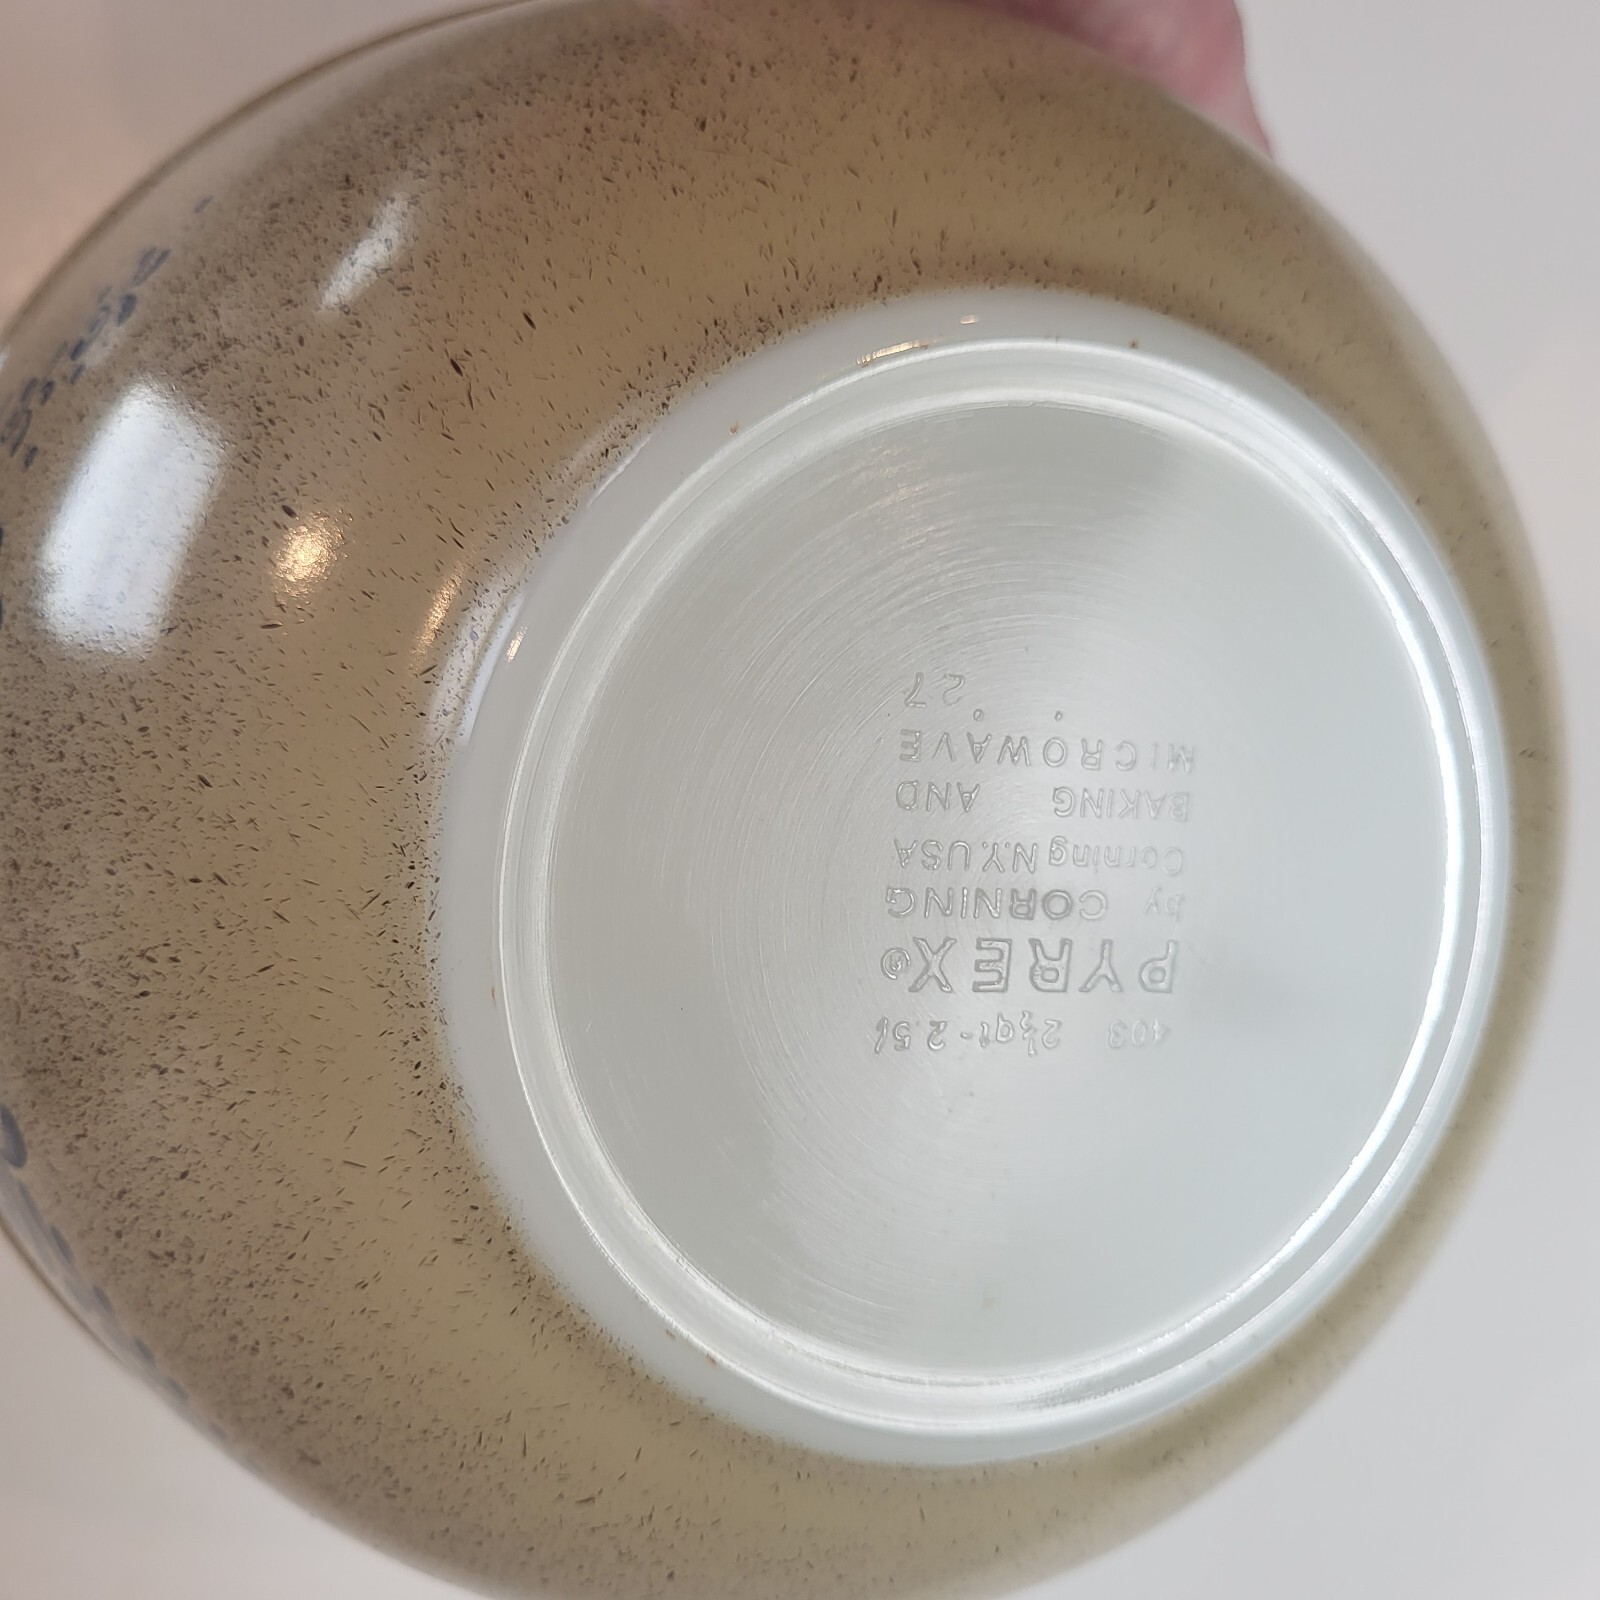 403 2½qt-2.5ℓ
PYREX®
by CORNING
Corning N.Y. USA
BAKING AND
MICROWAVE
27